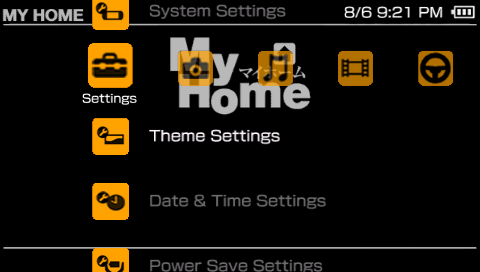 MY HOME
System Settings
8/6 9:21 PM
My
マイホーム
Home
Settings
Theme Settings
Date & Time Settings
Power Save Settings